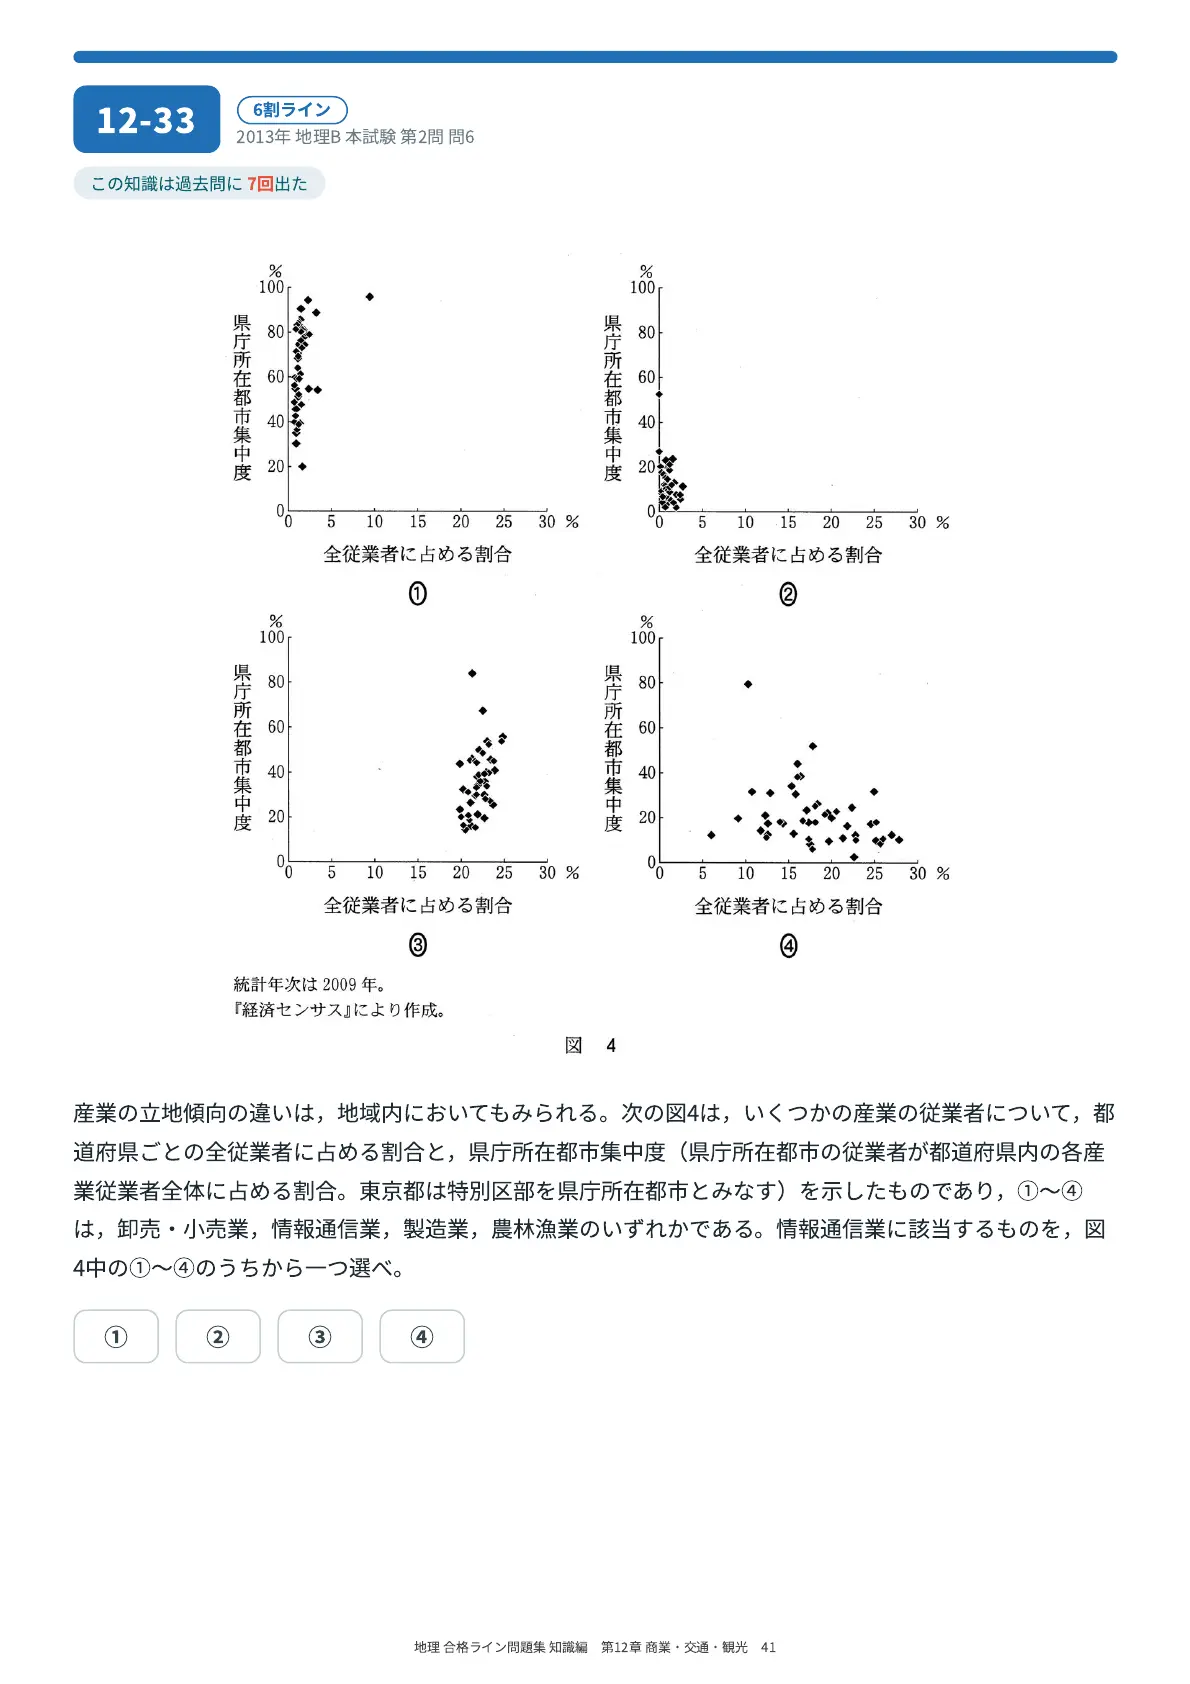 12-33
6割ライン
2013年 地理B 本試験 第2問 問6
この知識は過去問に 7回出た
%
100
80
60
40
20
0
県庁所在都市集中度
0 5 10 15 20 25 30 %
全従業者に占める割合
①
%
100
80
60
40
20
0
県庁所在都市集中度
0 5 10 15 20 25 30 %
全従業者に占める割合
②
%
100
80
60
40
20
0
県庁所在都市集中度
0 5 10 15 20 25 30 %
全従業者に占める割合
③
%
100
80
60
40
20
0
県庁所在都市集中度
0 5 10 15 20 25 30 %
全従業者に占める割合
④
統計年次は 2009 年。
『経済センサス』により作成。
図 4
産業の立地傾向の違いは，地域内においてもみられる。次の図4は，いくつかの産業の従業者について，都
道府県ごとの全従業者に占める割合と，県庁所在都市集中度（県庁所在都市の従業者が都道府県内の各産
業従業者全体に占める割合。東京都は特別区部を県庁所在都市とみなす）を示したものであり，①～④
は，卸売・小売業，情報通信業，製造業，農林漁業のいずれかである。情報通信業に該当するものを，図
4中の①～④のうちから一つ選べ。
① ② ③ ④
地理 合格ライン問題集 知識編 第12章 商業・交通・観光 41